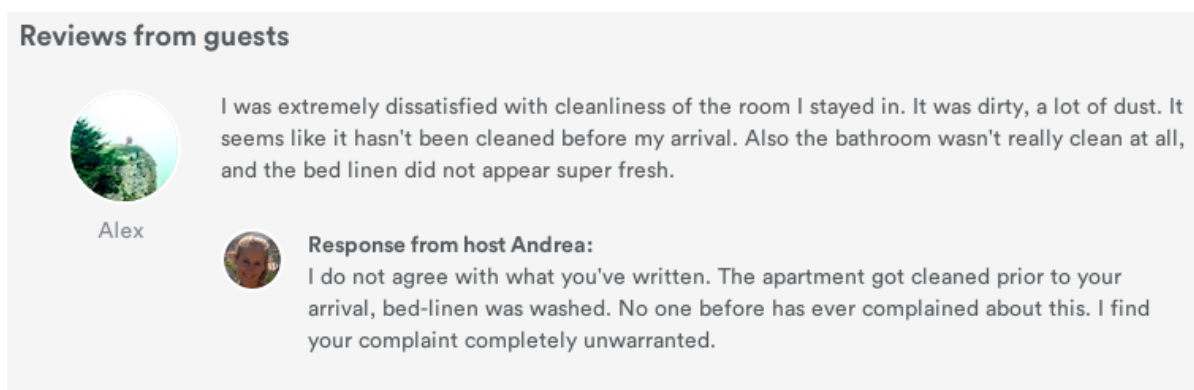 Reviews from guests
I was extremely dissatisfied with cleanliness of the room I stayed in. It was dirty, a lot of dust. It
seems like it hasn't been cleaned before my arrival. Also the bathroom wasn't really clean at all,
and the bed linen did not appear super fresh.
Alex
Response from host Andrea:
I do not agree with what you've written. The apartment got cleaned prior to your
arrival, bed-linen was washed. No one before has ever complained about this. I find
your complaint completely unwarranted.